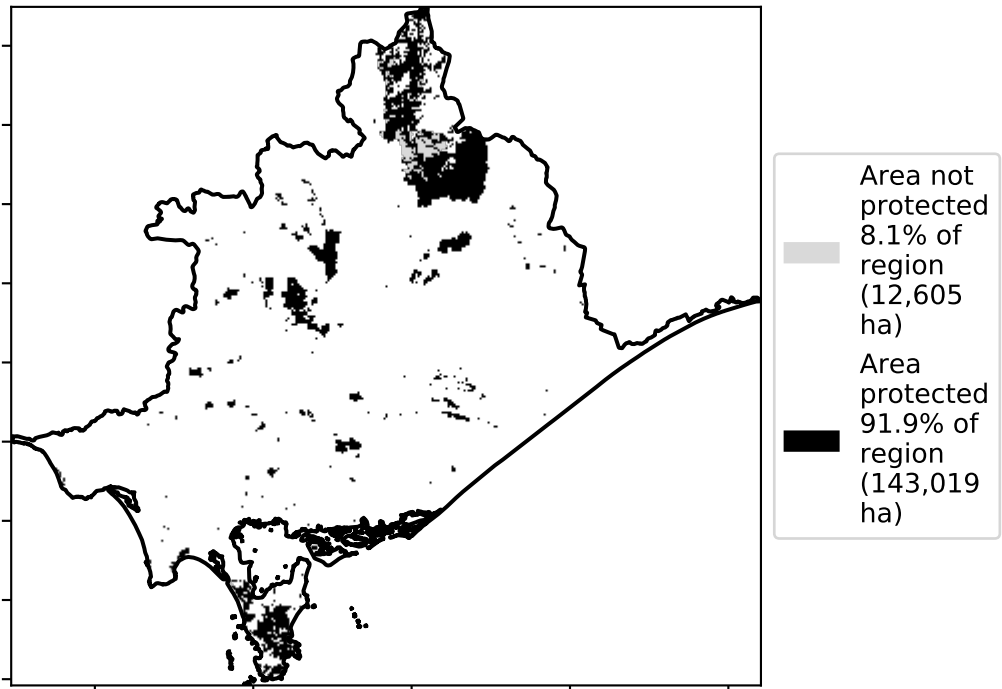 Area not
protected
8.1% of
region
(12,605
ha)
Area
protected
91.9% of
region
(143,019
ha)